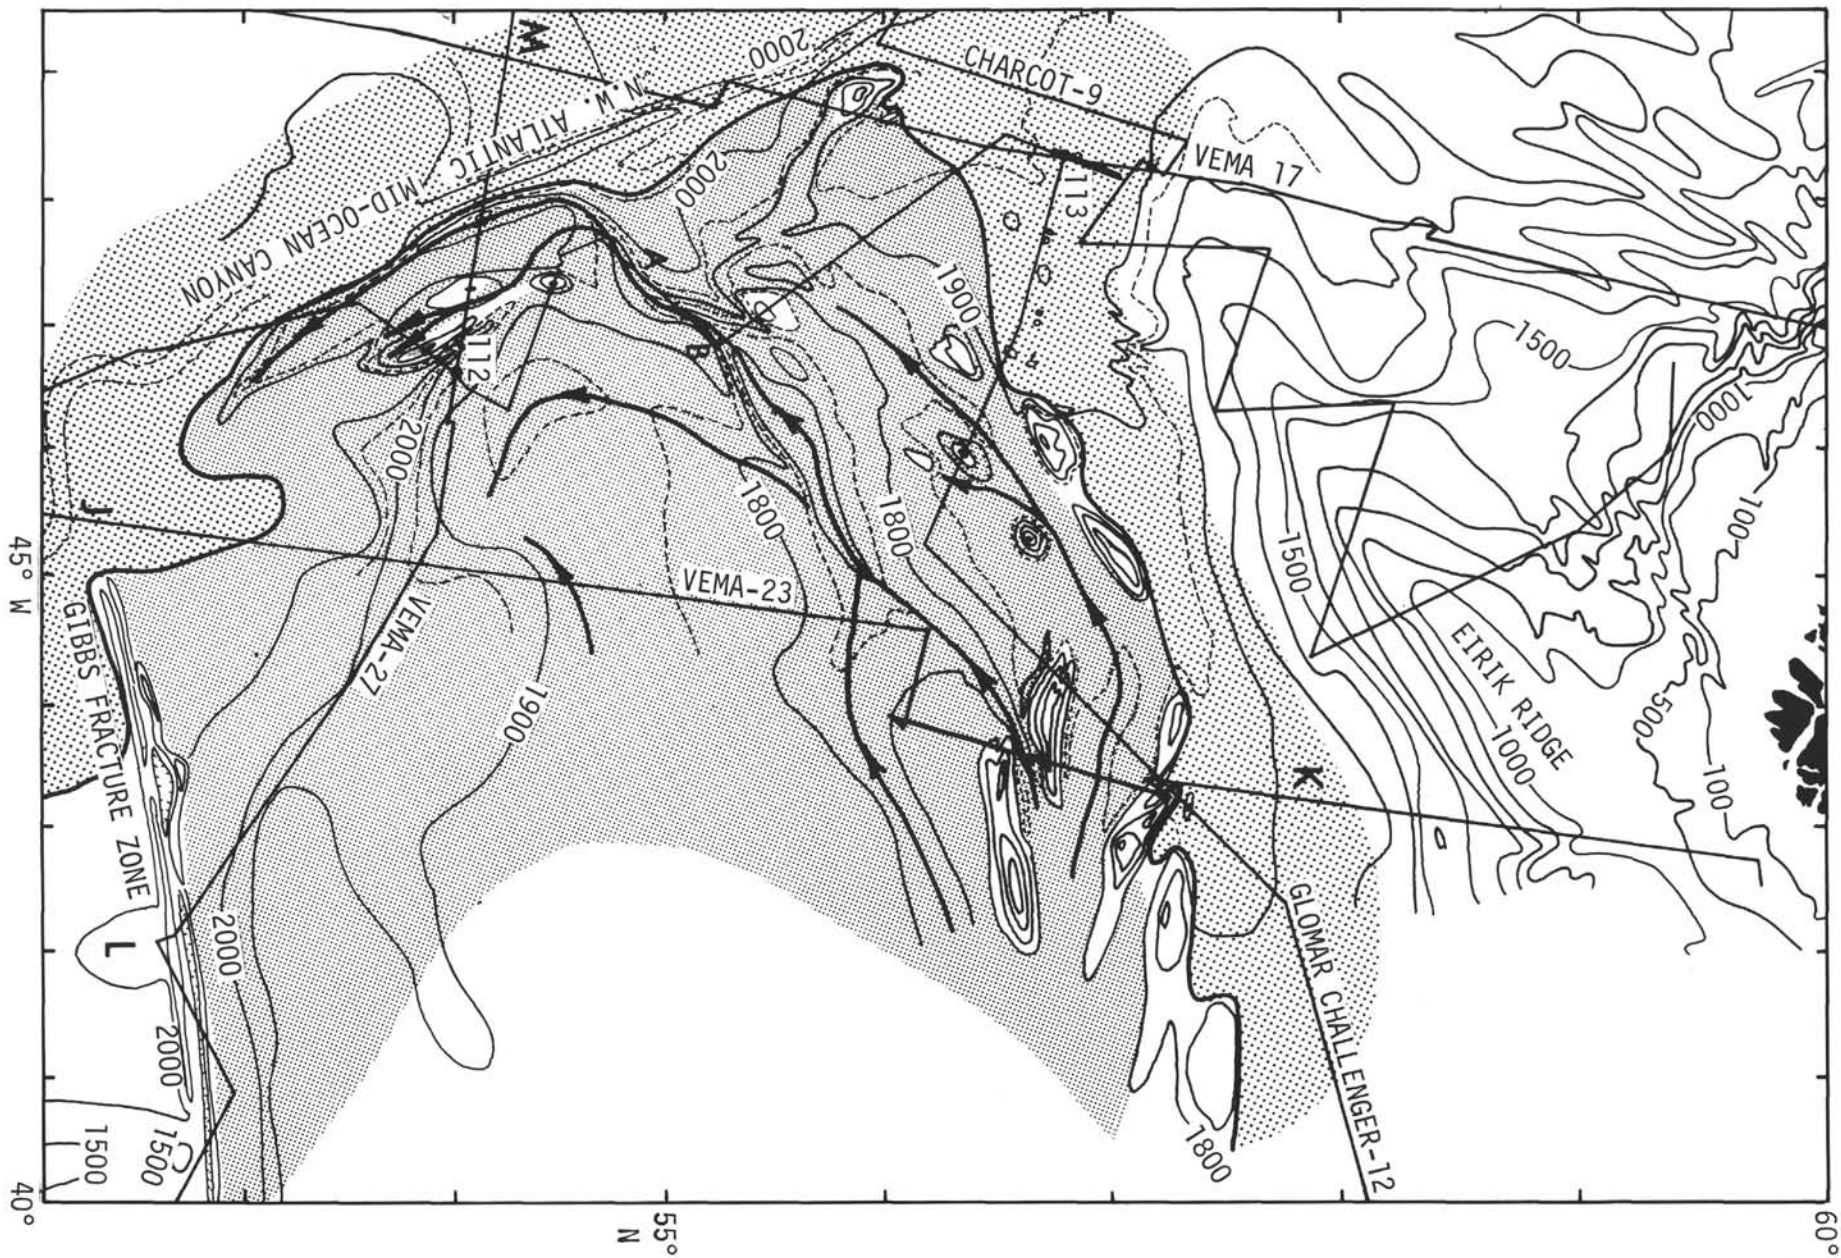 M
2000
CHARCOT-9
N.W. ATLANTIC MID-OCEAN CANYON
VEMA 17
2000
113
A
1900
1500
B
112
1000
2000
1800
1800
100
J
45°
W
VEMA-23
1500
VEMA-27
GIBBS FRACTURE ZONE
1900
EIRIK RIDGE
500
1000
K
100
L
2000
GLOMAR CHALLENGER-12
2000
1500
1500
1800
40°
55°
N
60°